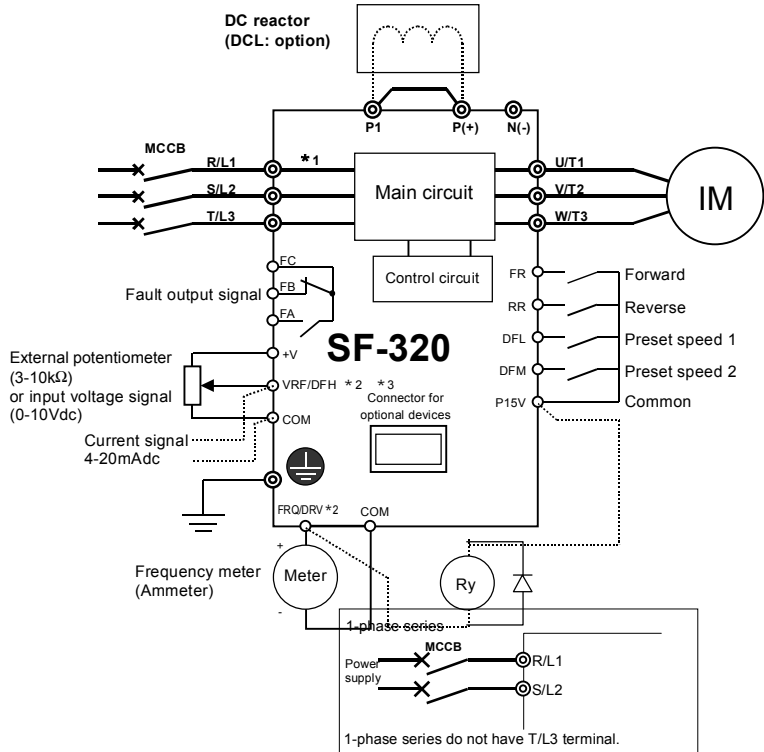 DC reactor
(DCL: option)
P1
P(+)
N(-)
MCCB
R/L1
*1
U/T1
S/L2
Main circuit
V/T2
IM
T/L3
W/T3
FC
FB
FA
Fault output signal
Control circuit
FR
Forward
RR
Reverse
SF-320
DFL
Preset speed 1
DFM
Preset speed 2
P15V
Common
+V
External potentiometer
(3-10kΩ)
or input voltage signal
(0-10Vdc)
VRF/DFH *2 *3
Connector for
optional devices
COM
Current signal
4-20mAdc
FRQ/DRV *2
COM
+
Frequency meter
(Ammeter)
Meter
-
Ry
1-phase series
MCCB
Power
supply
R/L1
S/L2
1-phase series do not have T/L3 terminal.